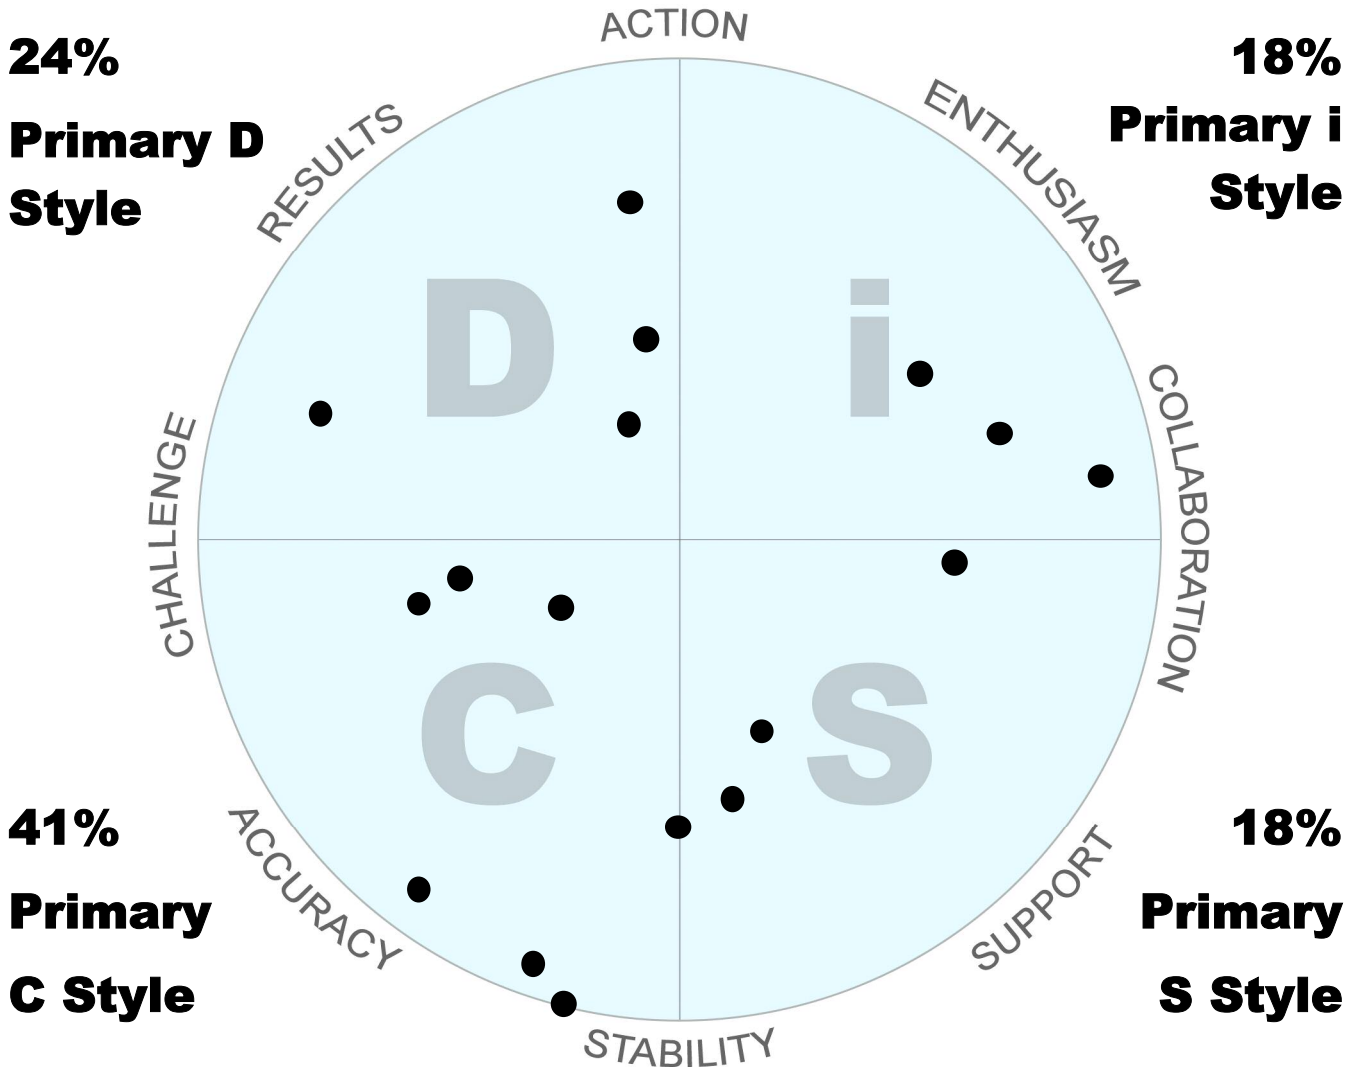 ACTION
24%
Primary D
Style
18%
Primary i
Style
RESULTS
ENTHUSIASM
D
i
CHALLENGE
COLLABORATION
C
S
41%
Primary
C Style
18%
Primary
S Style
ACCURACY
SUPPORT
STABILITY